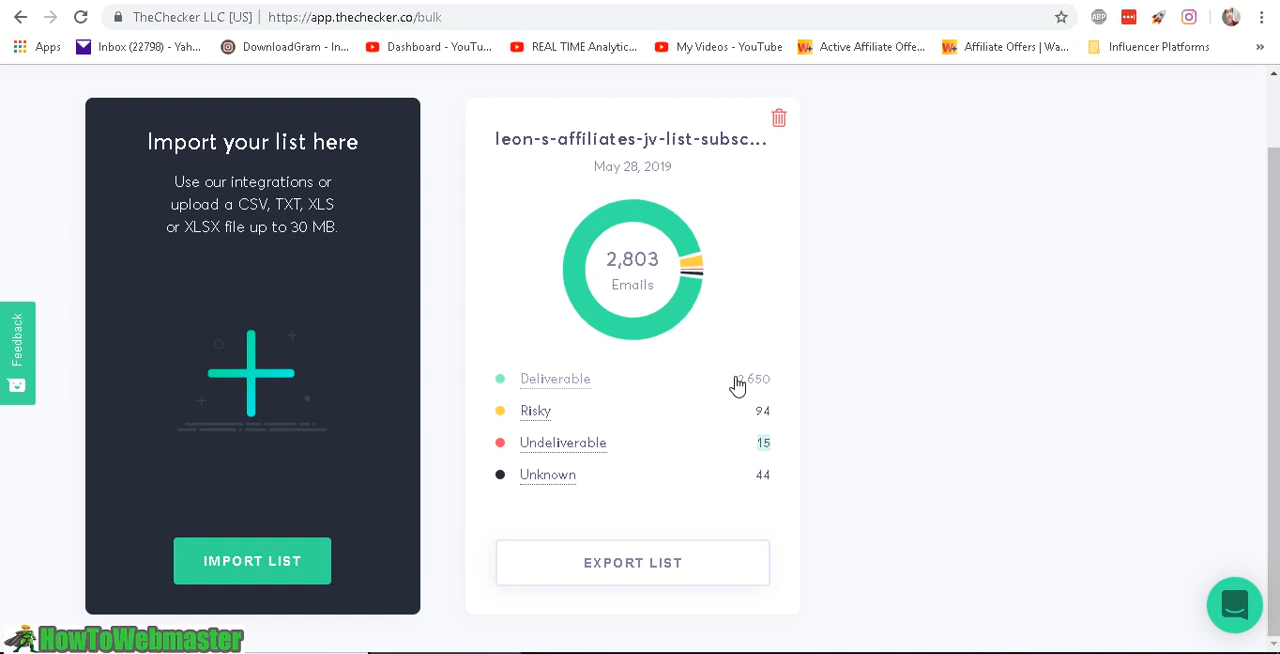 TheChecker LLC [US] | https://app.thechecker.co/bulk
ABP
Apps Inbox (22798) - Yah... DownloadGram - In... Dashboard - YouTu... REAL TIME Analytic... My Videos - YouTube Active Affiliate Offe... Affiliate Offers | Wa... Influencer Platforms »
Import your list here
Use our integrations or
upload a CSV, TXT, XLS
or XLSX file up to 30 MB.
IMPORT LIST
leon-s-affiliates-jv-list-subsc...
May 28, 2019
2,803
Emails
Deliverable 2,650
Risky 94
Undeliverable 15
Unknown 44
EXPORT LIST
Feedback
HowToWebmaster